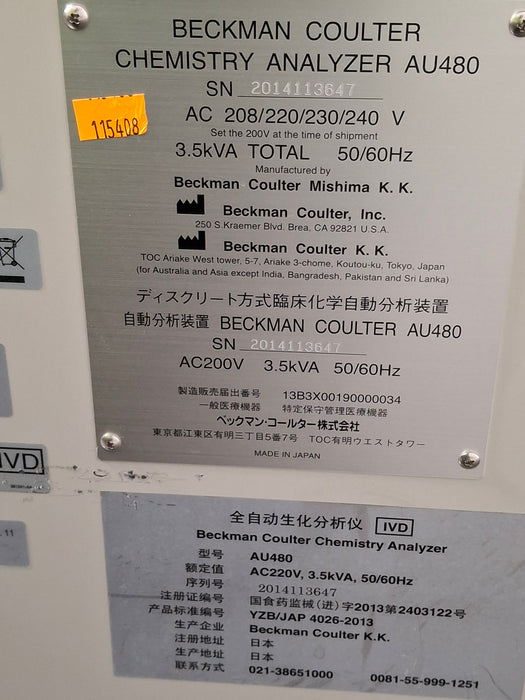 BECKMAN COULTER
CHEMISTRY ANALYZER AU480
SN 2014113647
115408
AC 208/220/230/240 V
Set the 200V at the time of shipment
3.5kVA TOTAL 50/60Hz
Manufactured by
Beckman Coulter Mishima K. K.
Beckman Coulter, Inc.
250 S.Kraemer Blvd. Brea, CA 92821 U.S.A.
Beckman Coulter K. K.
TOC Ariake West tower, 5-7, Ariake 3-chome, Koutou-ku, Tokyo, Japan
(for Australia and Asia except India, Bangradesh, Pakistan and Sri Lanka)
ディスクリート方式臨床化学自動分析装置
自動分析装置 BECKMAN COULTER AU480
SN 2014113647
AC200V 3.5kVA 50/60Hz
製造販売届出番号 13B3X00190000034
一般医療機器 特定保守管理医療機器
ベックマン・コールター株式会社
東京都江東区有明三丁目5番7号 TOC有明ウエストタワー
MADE IN JAPAN
IVD
11
全自动生化分析仪 IVD
Beckman Coulter Chemistry Analyzer
型号 AU480
额定值 AC220V, 3.5kVA, 50/60Hz
序列号 2014113647
注册证编号 国食药监械(进)字2013第2403122号
产品标准编号 YZB/JAP 4026-2013
生产企业 Beckman Coulter K.K.
注册地址 日本
生产地址 日本
联系方式 021-38651000 0081-55-999-1251